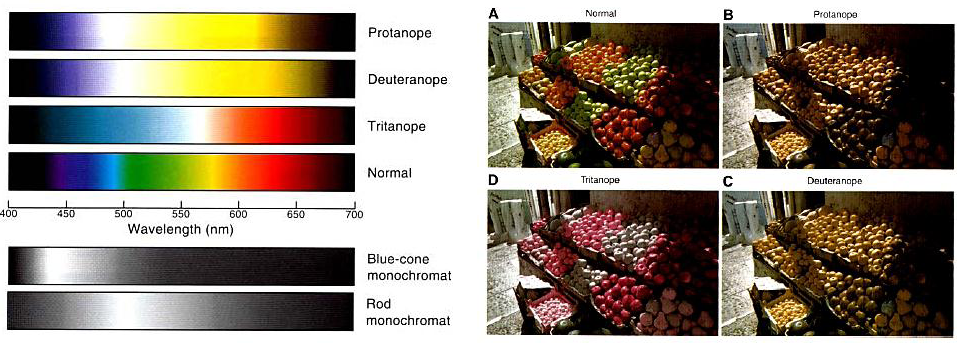 Protanope
Deuteranope
Tritanope
Normal
400 450 500 550 600 650 700
Wavelength (nm)
Blue-cone
monochromat
Rod
monochromat
A Normal
B Protanope
D Tritanope
C Deuteranope